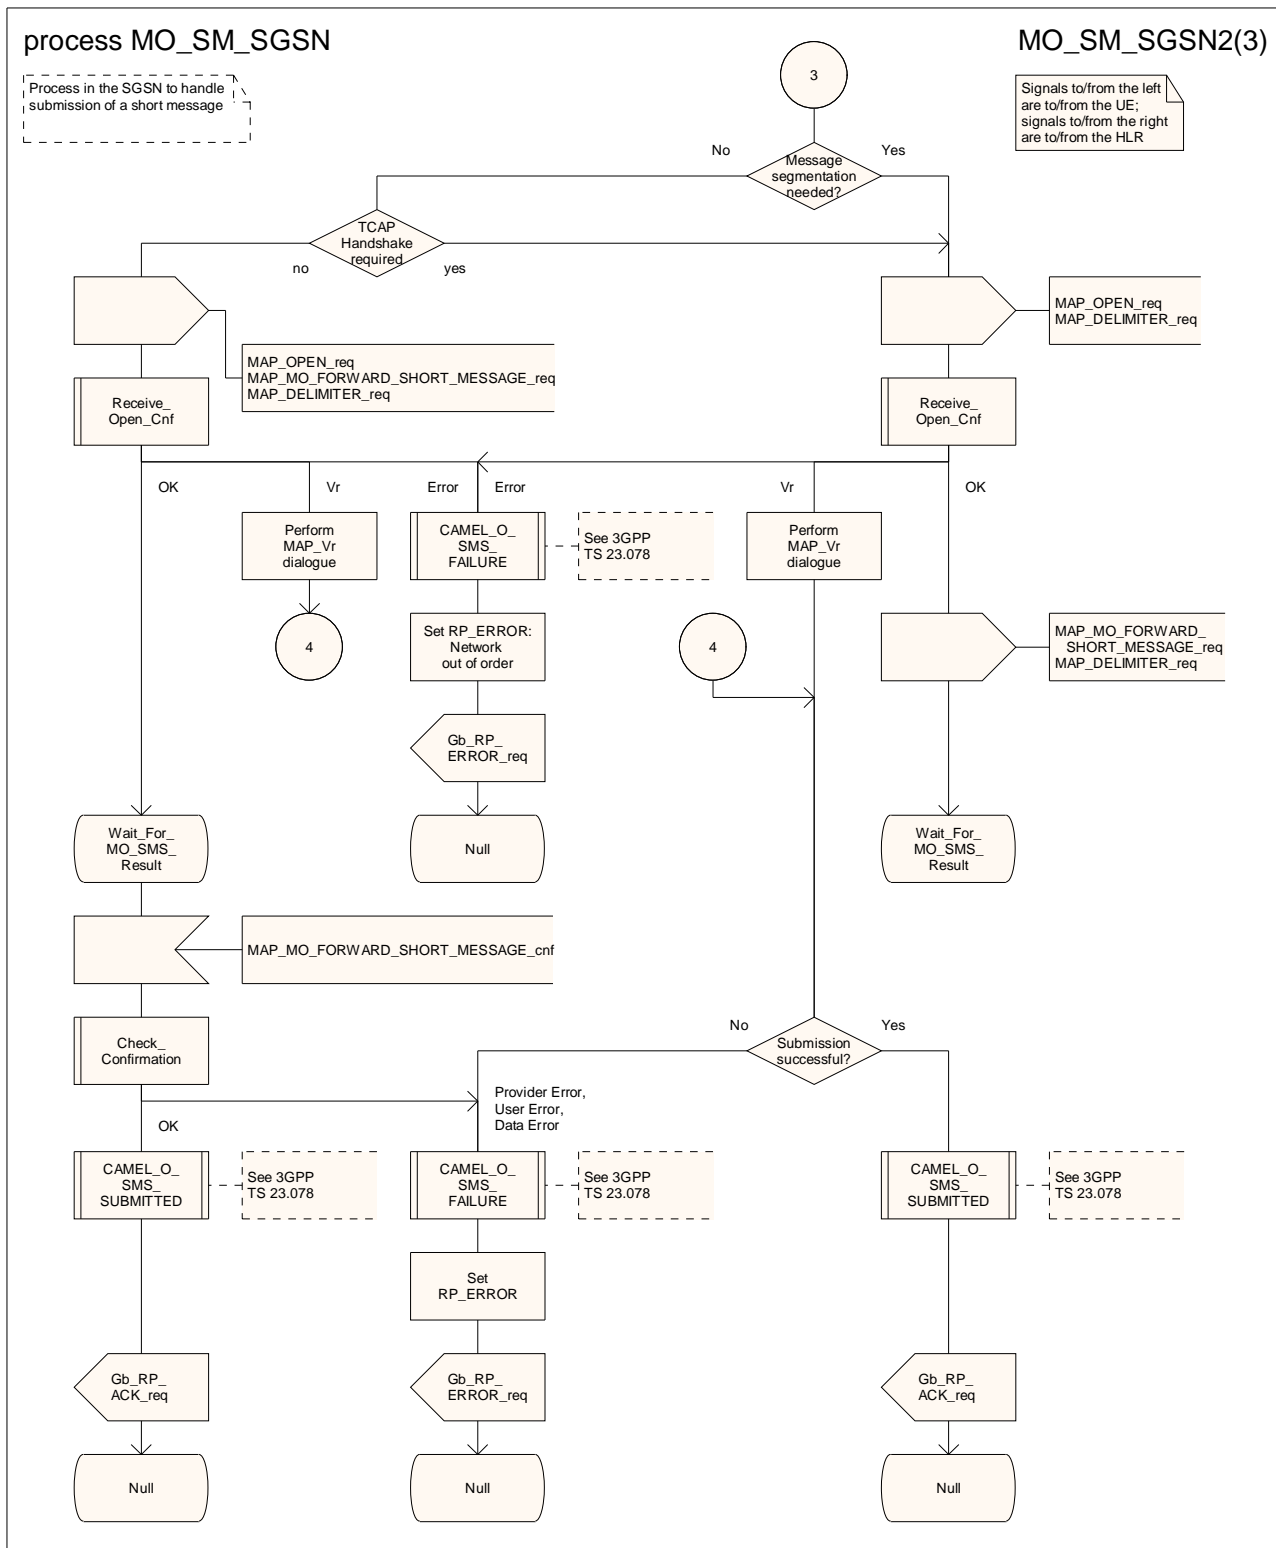 process MO_SM_SGSN
MO_SM_SGSN2(3)
Process in the SGSN to handle
submission of a short message
3
Signals to/from the left
are to/from the UE;
signals to/from the right
are to/from the HLR
No
Message
segmentation
needed?
Yes
TCAP
Handshake
required
no
yes
MAP_OPEN_req
MAP_DELIMITER_req
MAP_OPEN_req
MAP_MO_FORWARD_SHORT_MESSAGE_req
MAP_DELIMITER_req
Receive_
Open_Cnf
Receive_
Open_Cnf
OK
Vr
Error
Error
Vr
OK
Perform
MAP_Vr
dialogue
CAMEL_O_
SMS_
FAILURE
See 3GPP
TS 23.078
Perform
MAP_Vr
dialogue
4
Set RP_ERROR:
Network
out of order
4
MAP_MO_FORWARD_
SHORT_MESSAGE_req
MAP_DELIMITER_req
Gb_RP_
ERROR_req
Wait_For_
MO_SMS_
Result
Null
Wait_For_
MO_SMS_
Result
MAP_MO_FORWARD_SHORT_MESSAGE_cnf
Check_
Confirmation
No
Submission
successful?
Yes
Provider Error,
User Error,
Data Error
OK
CAMEL_O_
SMS_
SUBMITTED
See 3GPP
TS 23.078
CAMEL_O_
SMS_
FAILURE
See 3GPP
TS 23.078
CAMEL_O_
SMS_
SUBMITTED
See 3GPP
TS 23.078
Set
RP_ERROR
Gb_RP_
ACK_req
Gb_RP_
ERROR_req
Gb_RP_
ACK_req
Null
Null
Null